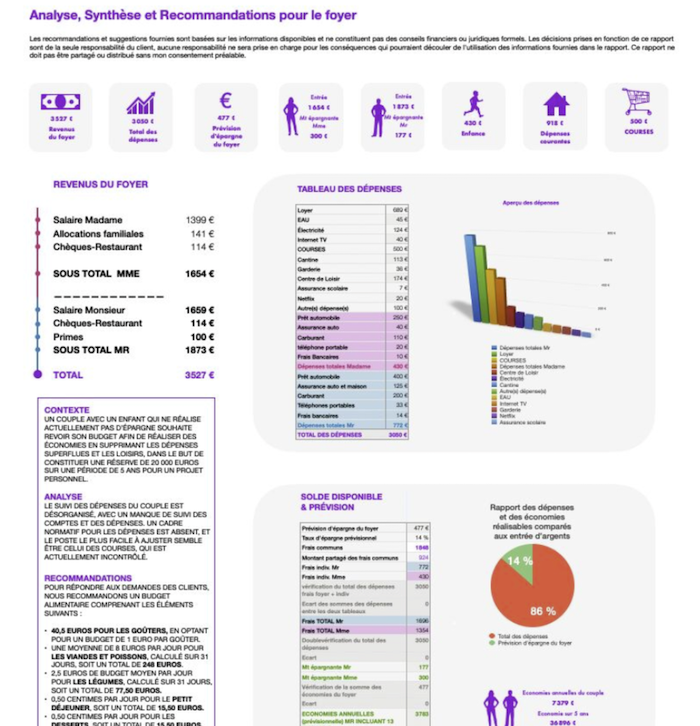 Analyse, Synthèse et Recommandations pour le foyer
Les recommandations et suggestions fournies sont basées sur les informations disponibles et ne constituent pas des conseils financiers ou juridiques formels. Les décisions prises en fonction de ce rapport
sont de la seule responsabilité du client, aucune responsabilité ne sera prise en charge pour les conséquences qui pourraient découler de l'utilisation des informations fournies dans le rapport. Ce rapport ne
doit pas être partagé ou distribué sans mon consentement préalable.
3527 €
Revenus
du foyer
3050 €
Total des
dépenses
€
477 €
Prévision
d'épargne
du foyer
Entrée
1654 €
Mt épargnante
Mme
300 €
Entrée
1873 €
Mt épargnante
Mr
177 €
430 €
Enfance
918 €
Dépenses
courantes
500 €
COURSES
REVENUS DU FOYER
Salaire Madame 1399 €
Allocations familiales 141 €
Chèques-Restaurant 114 €
SOUS TOTAL MME 1654 €
Salaire Monsieur 1659 €
Chèques-Restaurant 114 €
Primes 100 €
SOUS TOTAL MR 1873 €
TOTAL 3527 €
CONTEXTE
UN COUPLE AVEC UN ENFANT QUI NE RÉALISE
ACTUELLEMENT PAS D'ÉPARGNE SOUHAITE
REVOIR SON BUDGET AFIN DE RÉALISER DES
ÉCONOMIES EN SUPPRIMANT LES DÉPENSES
SUPERFLUES ET LES LOISIRS, DANS LE BUT DE
CONSTITUER UNE RÉSERVE DE 20 000 EUROS
SUR UNE PÉRIODE DE 5 ANS POUR UN PROJET
PERSONNEL.
ANALYSE
LE SUIVI DES DÉPENSES DU COUPLE EST
DÉSORGANISÉ, AVEC UN MANQUE DE SUIVI DES
COMPTES ET DES DÉPENSES. UN CADRE
NORMATIF POUR LES DÉPENSES EST ABSENT, ET
LE POSTE LE PLUS FACILE À AJUSTER SEMBLE
ÊTRE CELUI DES COURSES, QUI EST
ACTUELLEMENT INCONTRÔLÉ.
RECOMMANDATIONS
POUR RÉPONDRE AUX DEMANDES DES CLIENTS,
NOUS RECOMMANDONS UN BUDGET
ALIMENTAIRE COMPRENANT LES ÉLÉMENTS
SUIVANTS :
• 40,5 EUROS POUR LES GOÛTERS, EN OPTANT
POUR UN BUDGET DE 1 EURO PAR GOÛTER.
• UNE MOYENNE DE 8 EUROS PAR JOUR POUR
LES VIANDES ET POISSONS, CALCULÉ SUR 31
JOURS, SOIT UN TOTAL DE 248 EUROS.
• 2,5 EUROS DE BUDGET MOYEN PAR JOUR
POUR LES LÉGUMES, CALCULÉ SUR 31 JOURS,
SOIT UN TOTAL DE 77,50 EUROS.
• 0,50 CENTIMES PAR JOUR POUR LE PETIT
DÉJEUNER, SOIT UN TOTAL DE 15,50 EUROS.
• 0,50 CENTIMES PAR JOUR POUR LES
DESSERTS, SOIT UN TOTAL DE 15,50 EUROS
TABLEAU DES DÉPENSES
Loyer 689 €
EAU 45 €
Électricité 124 €
Internet TV 40 €
COURSES 500 €
Cantine 113 €
Garderie 36 €
Centre de Loisir 174 €
Assurance scolaire 7 €
Netflix 20 €
Autre(s) dépense(s) 100 €
Prêt automobile 250 €
Assurance auto 40 €
Carburant 110 €
téléphone portable 20 €
Frais Bancaires 10 €
Dépenses totales Madame 430 €
Prêt automobile 400 €
Assurance auto et maison 125 €
Carburant 200 €
Téléphones portables 33 €
Frais bancaires 14 €
Dépenses totales Mr 772 €
TOTAL DES DÉPENSES 3050 €
Aperçu des dépenses
Dépenses totales Mr
Loyer
COURSES
Dépenses totales Madame
Centre de Loisir
Électricité
Cantine
Autre(s) dépense(s)
EAU
Internet TV
Garderie
Netflix
Assurance scolaire
SOLDE DISPONIBLE
& PRÉVISION
Prévision d'épargne du foyer 477 €
Taux d'épargne prévisionnel 14 %
Frais communs 1848
Montant partagé des frais communs 924
Frais indiv. Mr 772
Frais indiv. Mme 430
vérification du total des dépenses
frais foyer + indiv 3050
Ecart des sommes des dépenses
entre les deux tableaux 0
Frais TOTAL Mr 1696
Frais TOTAL Mme 1354
Doublevérification du total des
dépenses 3050
Ecart 0
Mt épargnante Mr 177
Mt épargnante Mme 300
Vérification de la somme des
économies du foyer 477
Ecart 0
ECONOMIES ANNUELLES
(prévisionnelle) MR INCLUANT 13 3793
Rapport des dépenses
et des économies
réalisables comparés
aux entrée d'argents
14 %
86 %
Total des dépenses
Prévision d'épargne du foyer
Economies annuelles du couple
7379 €
Economie sur 5 ans
36896 €